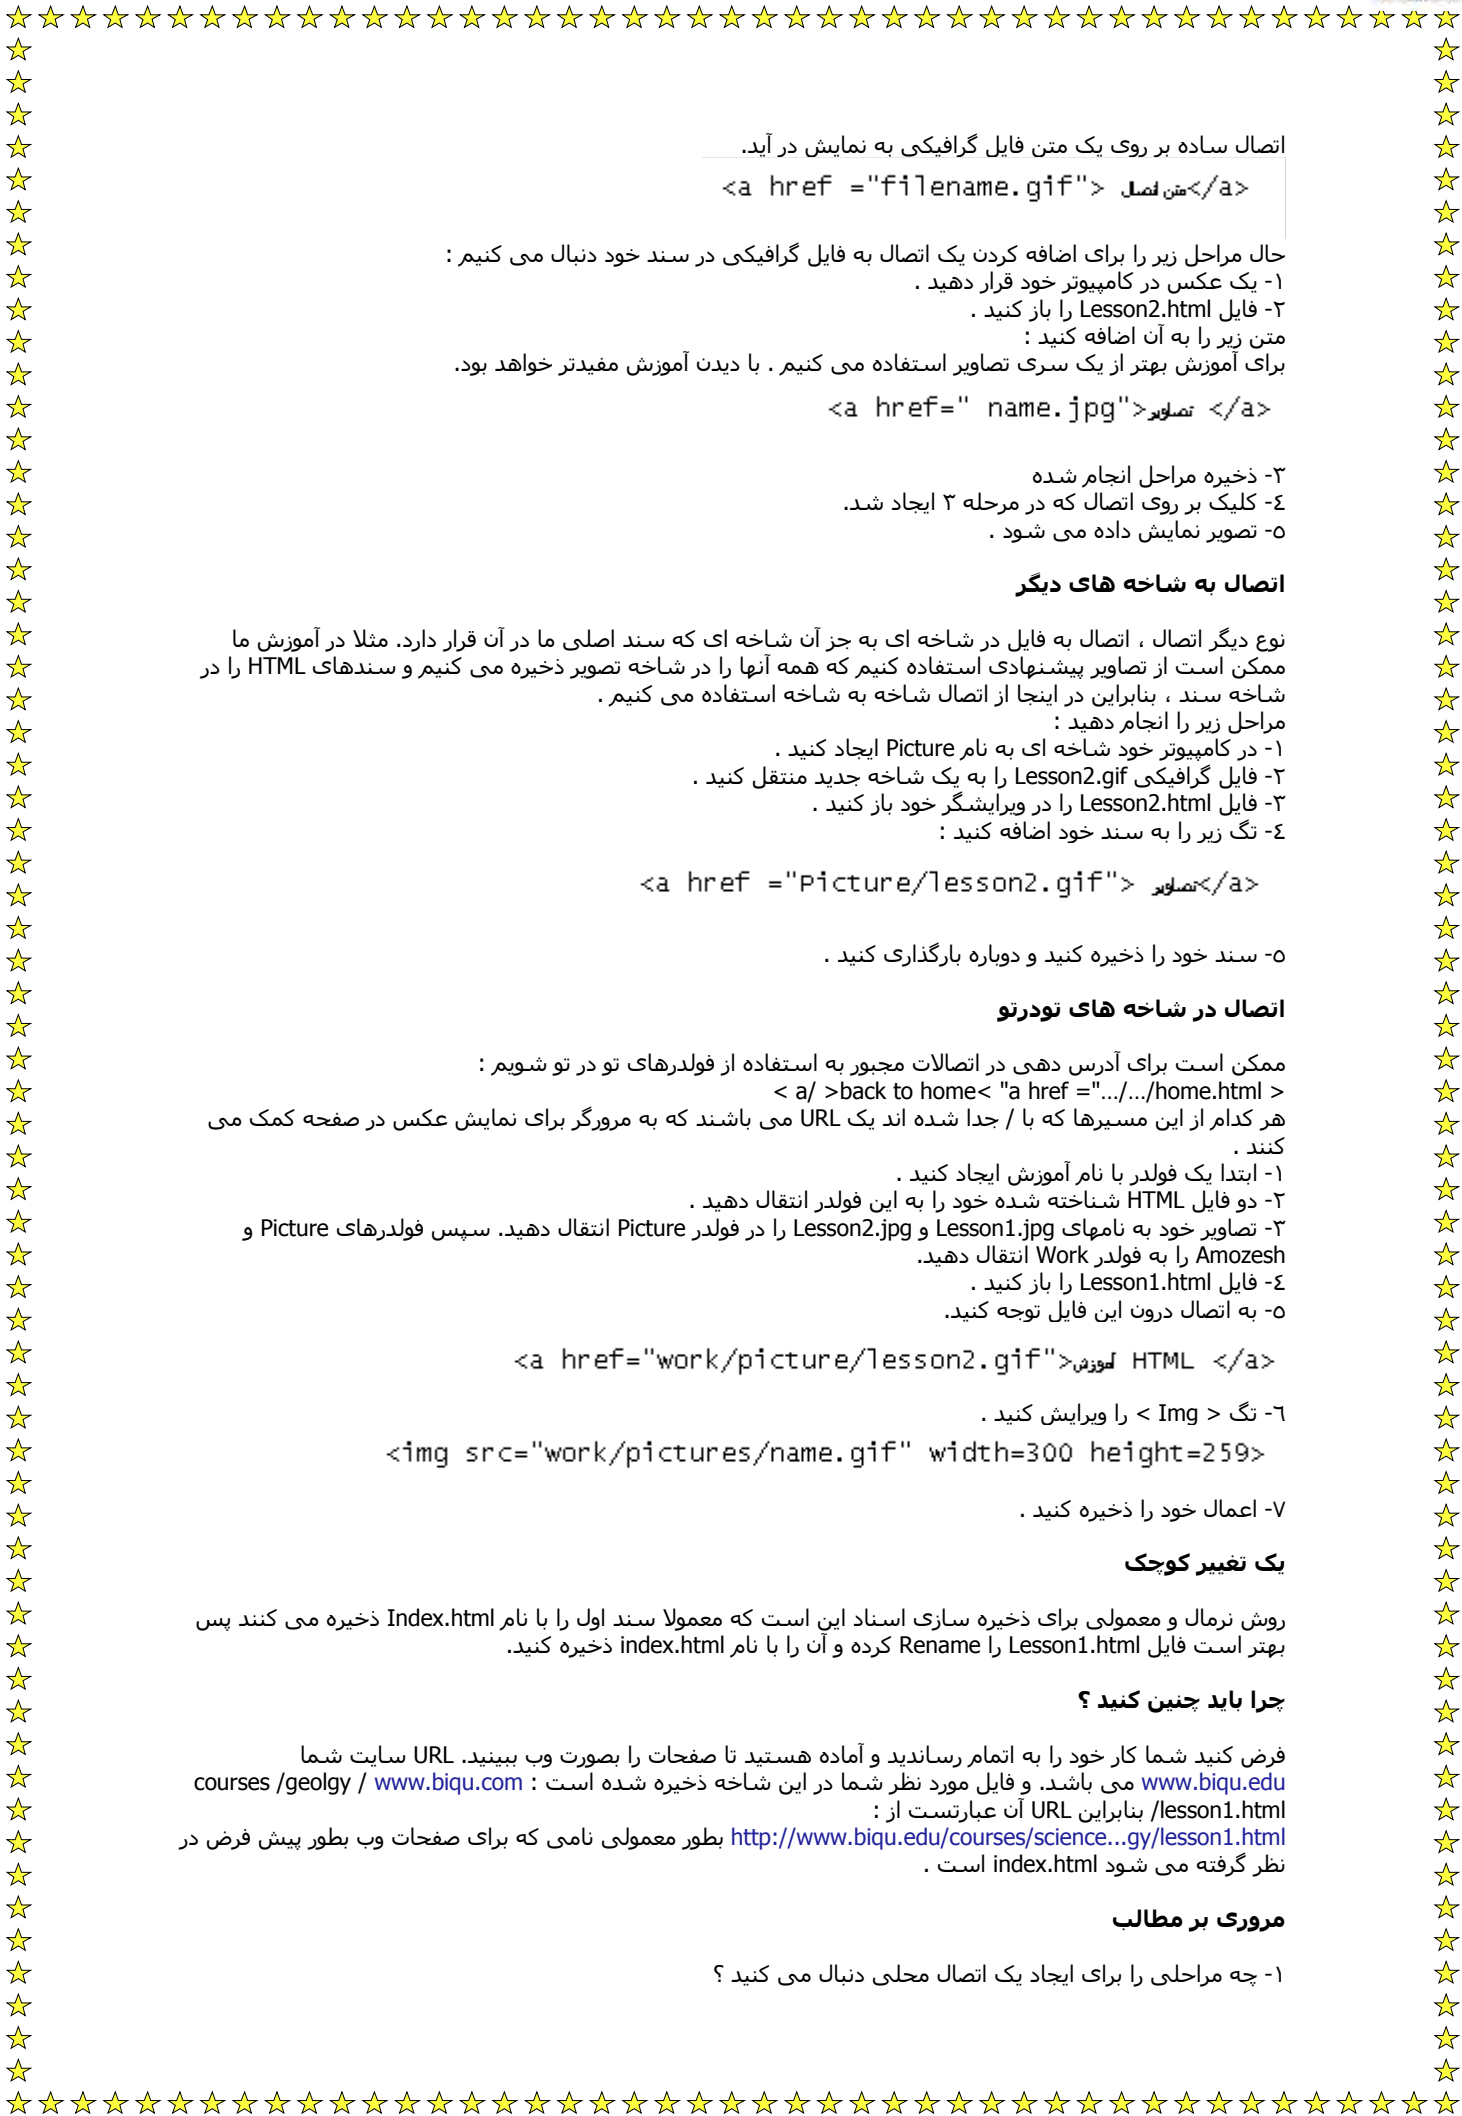 اتصال ساده بر روی یک متن فایل گرافیکی به نمایش در آید.
<a href ="filename.gif"> متن اتصال</a>
حال مراحل زیر را برای اضافه کردن یک اتصال به فایل گرافیکی در سند خود دنبال می کنیم :
١- یک عکس در کامپیوتر خود قرار دهید .
٢- فایل Lesson2.html را باز کنید .
متن زیر را به آن اضافه کنید :
برای آموزش بهتر از یک سری تصاویر استفاده می کنیم . با دیدن آموزش مفیدتر خواهد بود.
<a href=" name.jpg">تصاویر </a>
٣- ذخیره مراحل انجام شده
٤- کلیک بر روی اتصال که در مرحله ٣ ایجاد شد.
٥- تصویر نمایش داده می شود .
اتصال به شاخه های دیگر
نوع دیگر اتصال ، اتصال به فایل در شاخه ای به جز آن شاخه ای که سند اصلی ما در آن قرار دارد. مثلا در آموزش ما
ممکن است از تصاویر پیشنهادی استفاده کنیم که همه آنها را در شاخه تصویر ذخیره می کنیم و سندهای HTML را در
شاخه سند ، بنابراین در اینجا از اتصال شاخه به شاخه استفاده می کنیم .
مراحل زیر را انجام دهید :
١- در کامپیوتر خود شاخه ای به نام Picture ایجاد کنید .
٢- فایل گرافیکی Lesson2.gif را به یک شاخه جدید منتقل کنید .
٣- فایل Lesson2.html را در ویرایشگر خود باز کنید .
٤- تگ زیر را به سند خود اضافه کنید :
<a href ="Picture/lesson2.gif"> تصاویر</a>
٥- سند خود را ذخیره کنید و دوباره بارگذاری کنید .
اتصال در شاخه های تودرتو
ممکن است برای آدرس دهی در اتصالات مجبور به استفاده از فولدرهای تو در تو شویم :
< a/ >back to home< "a href =".../.../home.html >
هر کدام از این مسیرها که با / جدا شده اند یک URL می باشند که به مرورگر برای نمایش عکس در صفحه کمک می
کنند .
١- ابتدا یک فولدر با نام آموزش ایجاد کنید .
٢- دو فایل HTML شناخته شده خود را به این فولدر انتقال دهید .
٣- تصاویر خود به نامهای Lesson1.jpg و Lesson2.jpg را در فولدر Picture انتقال دهید. سپس فولدرهای Picture و
Amozesh را به فولدر Work انتقال دهید.
٤- فایل Lesson1.html را باز کنید .
٥- به اتصال درون این فایل توجه کنید.
<a href="work/picture/lesson2.gif">آموزش HTML </a>
٦- تگ < Img > را ویرایش کنید .
<img src="work/pictures/name.gif" width=300 height=259>
٧- اعمال خود را ذخیره کنید .
یک تغییر کوچک
روش نرمال و معمولی برای ذخیره سازی اسناد این است که معمولا سند اول را با نام Index.html ذخیره می کنند پس
بهتر است فایل Lesson1.html را Rename کرده و آن را با نام index.html ذخیره کنید.
چرا باید چنین کنید ؟
فرض کنید شما کار خود را به اتمام رساندید و آماده هستید تا صفحات را بصورت وب ببینید. URL سایت شما
www.biqu.edu می باشد. و فایل مورد نظر شما در این شاخه ذخیره شده است : courses /geolgy / www.biqu.com
/lesson1.html بنابراین URL آن عبارتست از :
http://www.biqu.edu/courses/science...gy/lesson1.html بطور معمولی نامی که برای صفحات وب بطور پیش فرض در
نظر گرفته می شود index.html است .
مروری بر مطالب
١- چه مراحلی را برای ایجاد یک اتصال محلی دنبال می کنید ؟